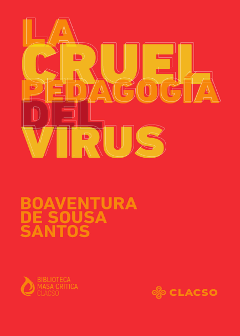 LA
CRUEL
PEDAGOGÍA
DEL
VIRUS
BOAVENTURA
DE SOUSA
SANTOS
BIBLIOTECA
MASA CRÍTICA
CLACSO
CLACSO